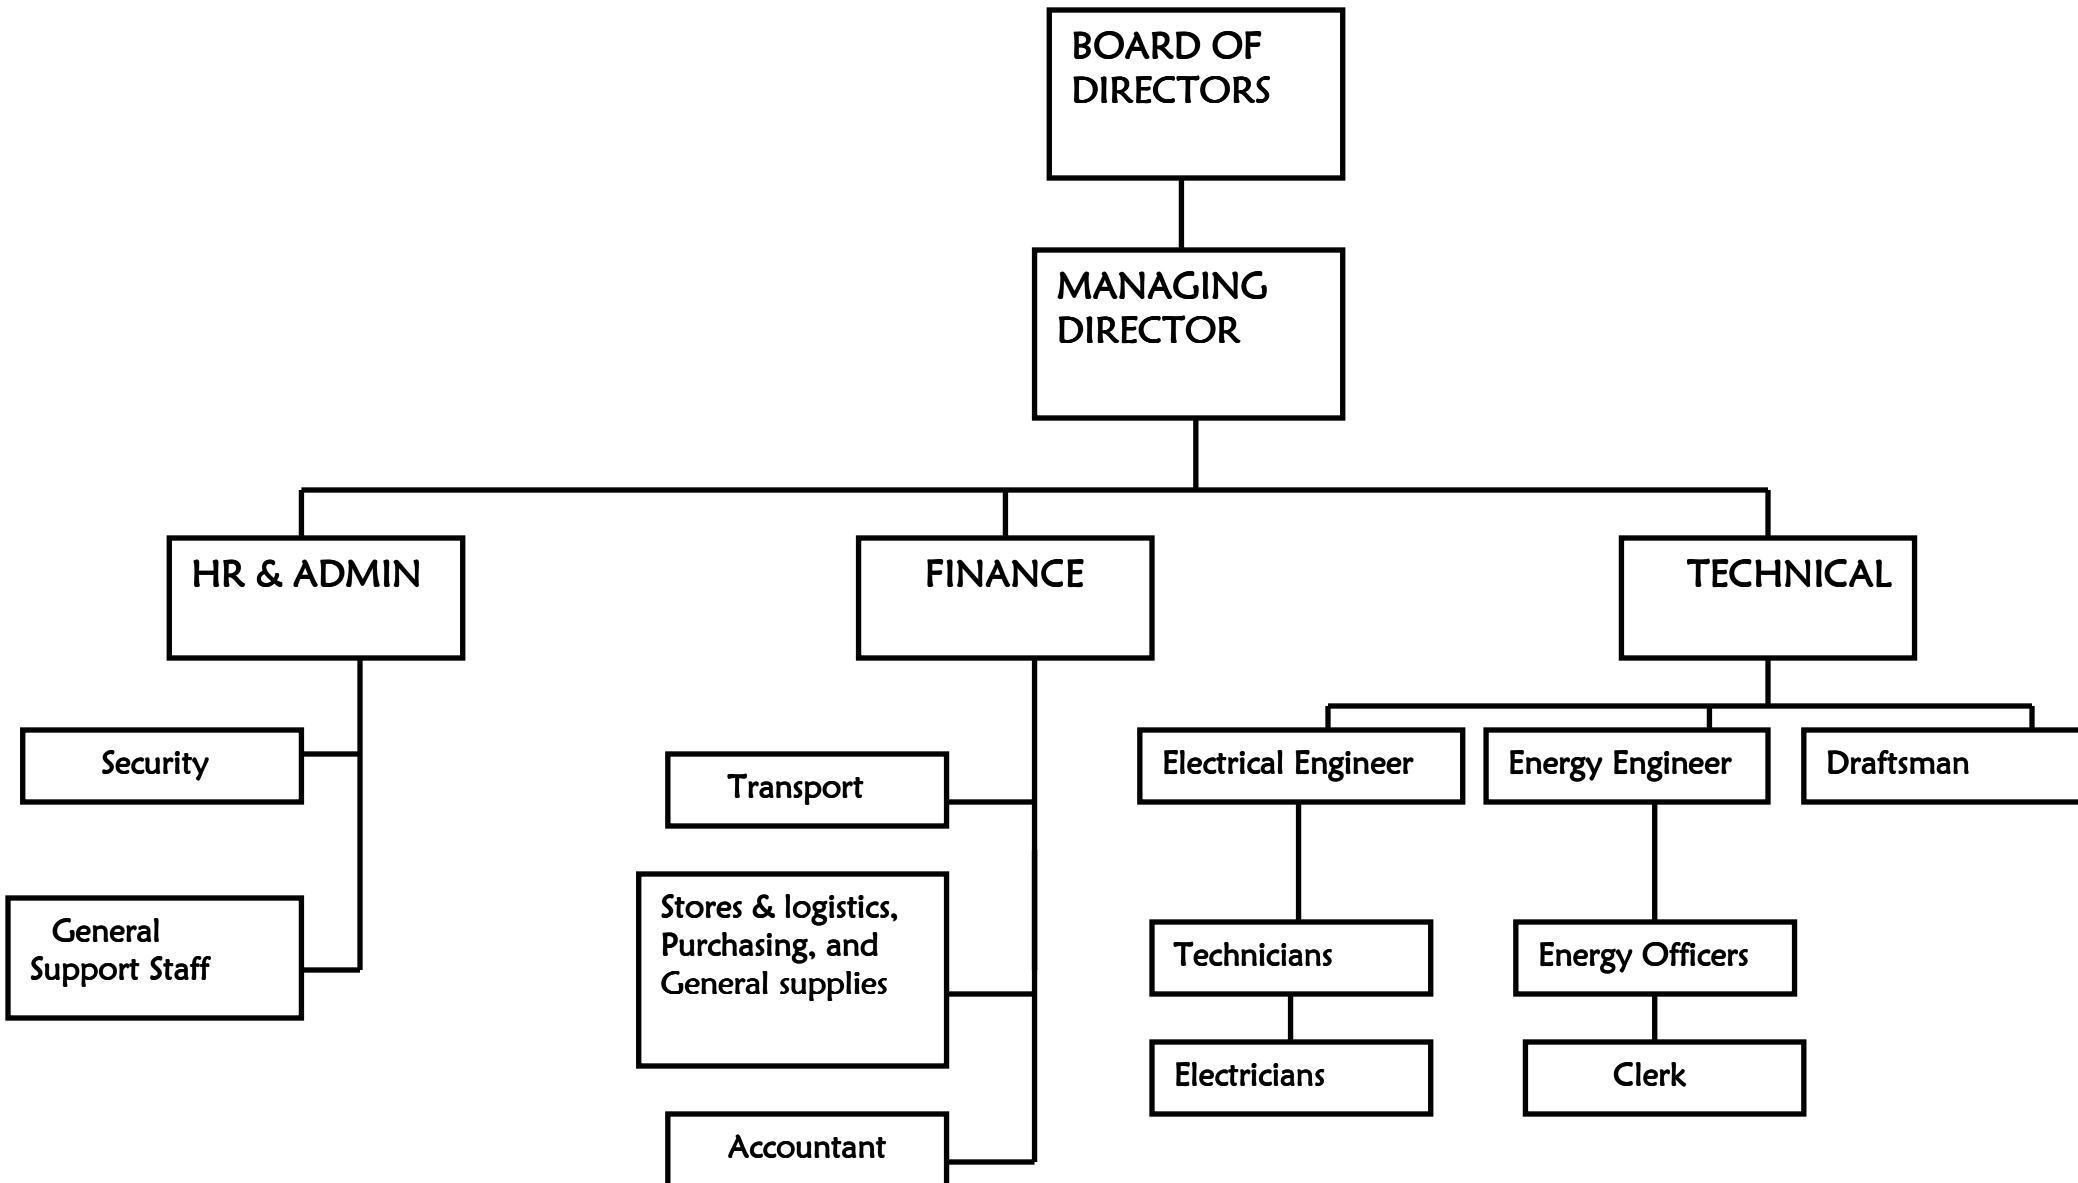 BOARD OF
DIRECTORS
MANAGING
DIRECTOR
HR & ADMIN
FINANCE
TECHNICAL
Security
Transport
Electrical Engineer
Energy Engineer
Draftsman
General
Support Staff
Stores & logistics,
Purchasing, and
General supplies
Technicians
Energy Officers
Electricians
Clerk
Accountant